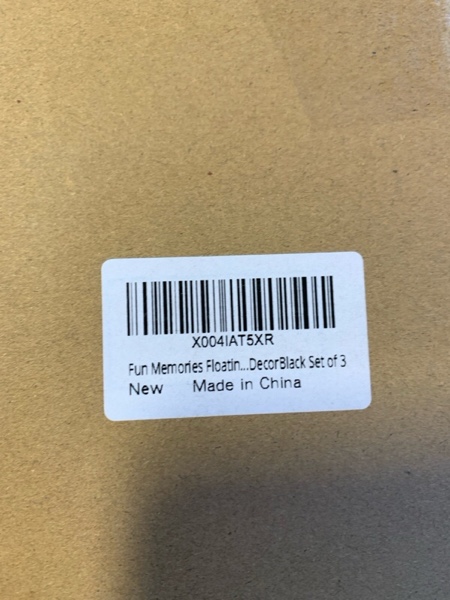 X004IAT5XR
Fun Memories Floatin...DecorBlack Set of 3
New Made in China